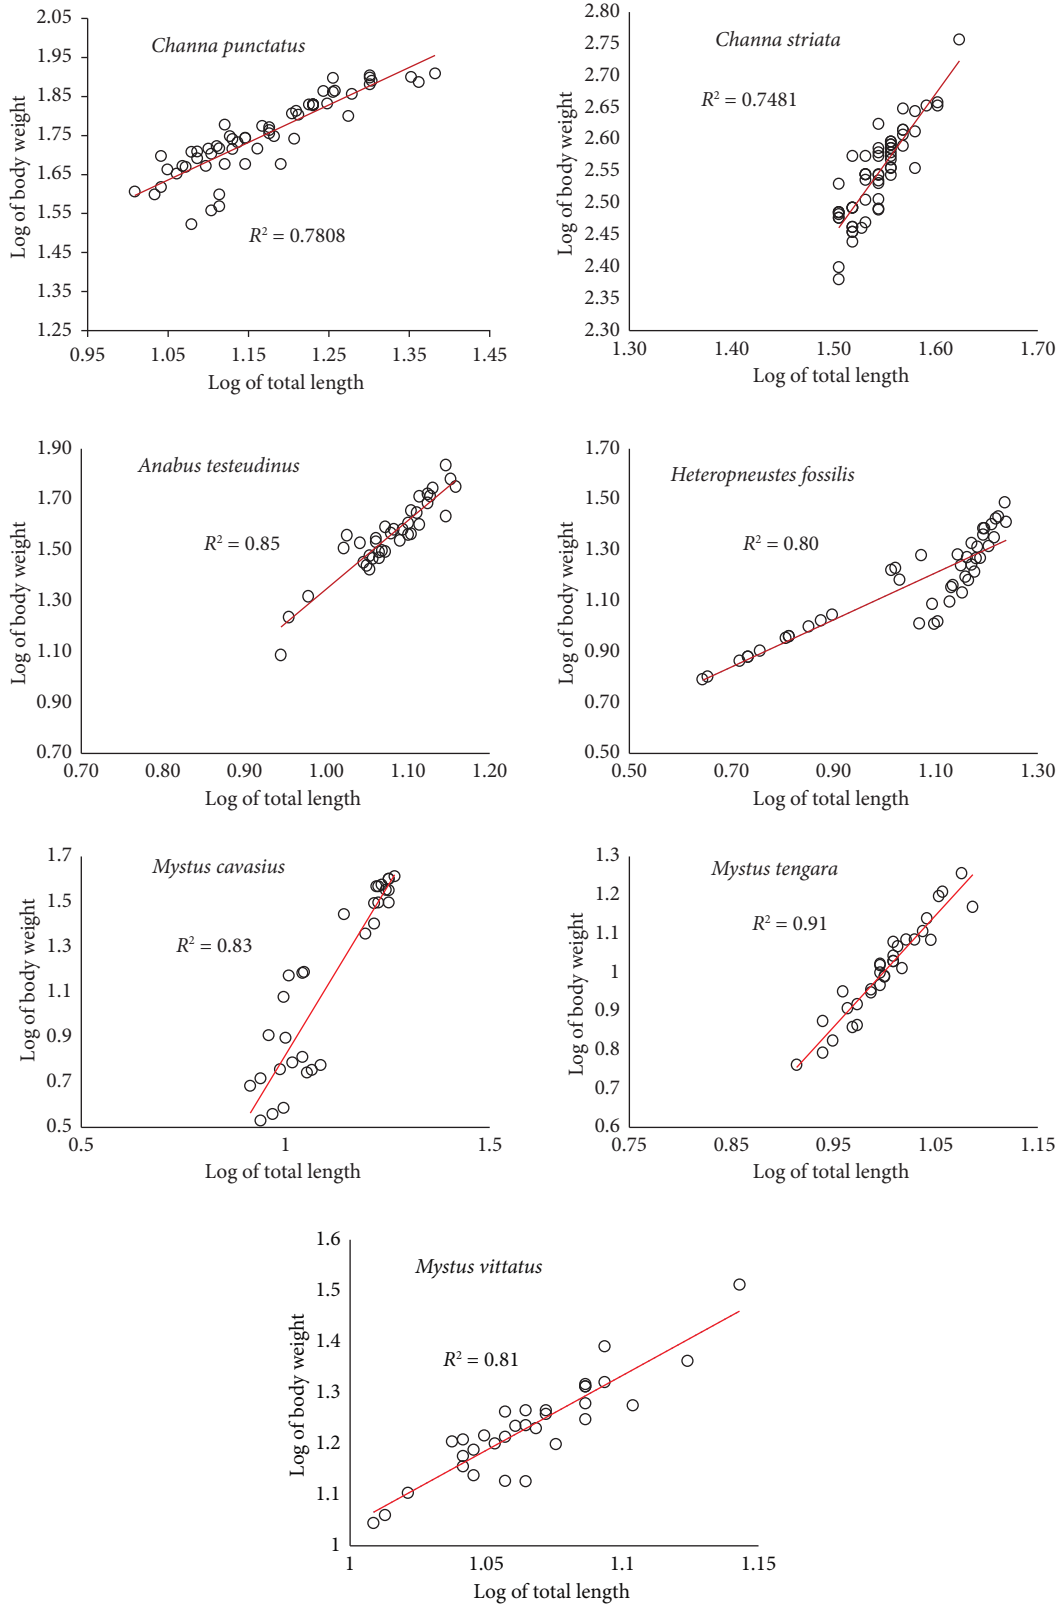 Channa punctatus
R² = 0.7808
Log of body weight
2.05
1.95
1.85
1.75
1.65
1.55
1.45
1.35
1.25
0.95 1.05 1.15 1.25 1.35 1.45
Log of total length
Channa striata
R² = 0.7481
Log of body weight
2.80
2.75
2.70
2.65
2.60
2.55
2.50
2.45
2.40
2.35
2.30
1.30 1.40 1.50 1.60 1.70
Log of total length
Anabus testeudinus
R² = 0.85
Log of body weight
1.90
1.70
1.50
1.30
1.10
0.90
0.70
0.70 0.80 0.90 1.00 1.10 1.20
Log of total length
Heteropneustes fossilis
R² = 0.80
Log of body weight
1.70
1.50
1.30
1.10
0.90
0.70
0.50
0.50 0.70 0.90 1.10 1.30
Log of total length
Mystus cavasius
R² = 0.83
Log of body weight
1.7
1.5
1.3
1.1
0.9
0.7
0.5
0.5 1 1.5
Log of total length
Mystus tengara
R² = 0.91
Log of body weight
1.3
1.2
1.1
1
0.9
0.8
0.7
0.6
0.75 0.85 0.95 1.05 1.15
Log of total length
Mystus vittatus
R² = 0.81
Log of body weight
1.6
1.5
1.4
1.3
1.2
1.1
1
1 1.05 1.1 1.15
Log of total length